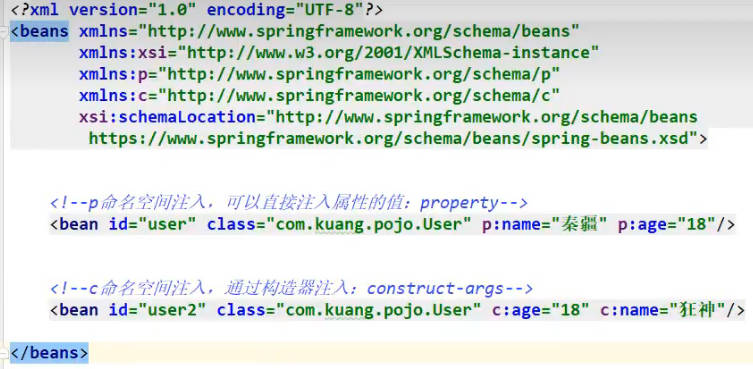 <?xml version="1.0" encoding="UTF-8"?>
<beans xmlns="http://www.springframework.org/schema/beans"
xmlns:xsi="http://www.w3.org/2001/XMLSchema-instance"
xmlns:p="http://www.springframework.org/schema/p"
xmlns:c="http://www.springframework.org/schema/c"
xsi:schemaLocation="http://www.springframework.org/schema/beans
https://www.springframework.org/schema/beans/spring-beans.xsd">
<!--p命名空间注入，可以直接注入属性的值：property-->
<bean id="user" class="com.kuang.pojo.User" p:name="秦疆" p:age="18"/>
<!--c命名空间注入，通过构造器注入：construct-args-->
<bean id="user2" class="com.kuang.pojo.User" c:age="18" c:name="狂神"/>
</beans>